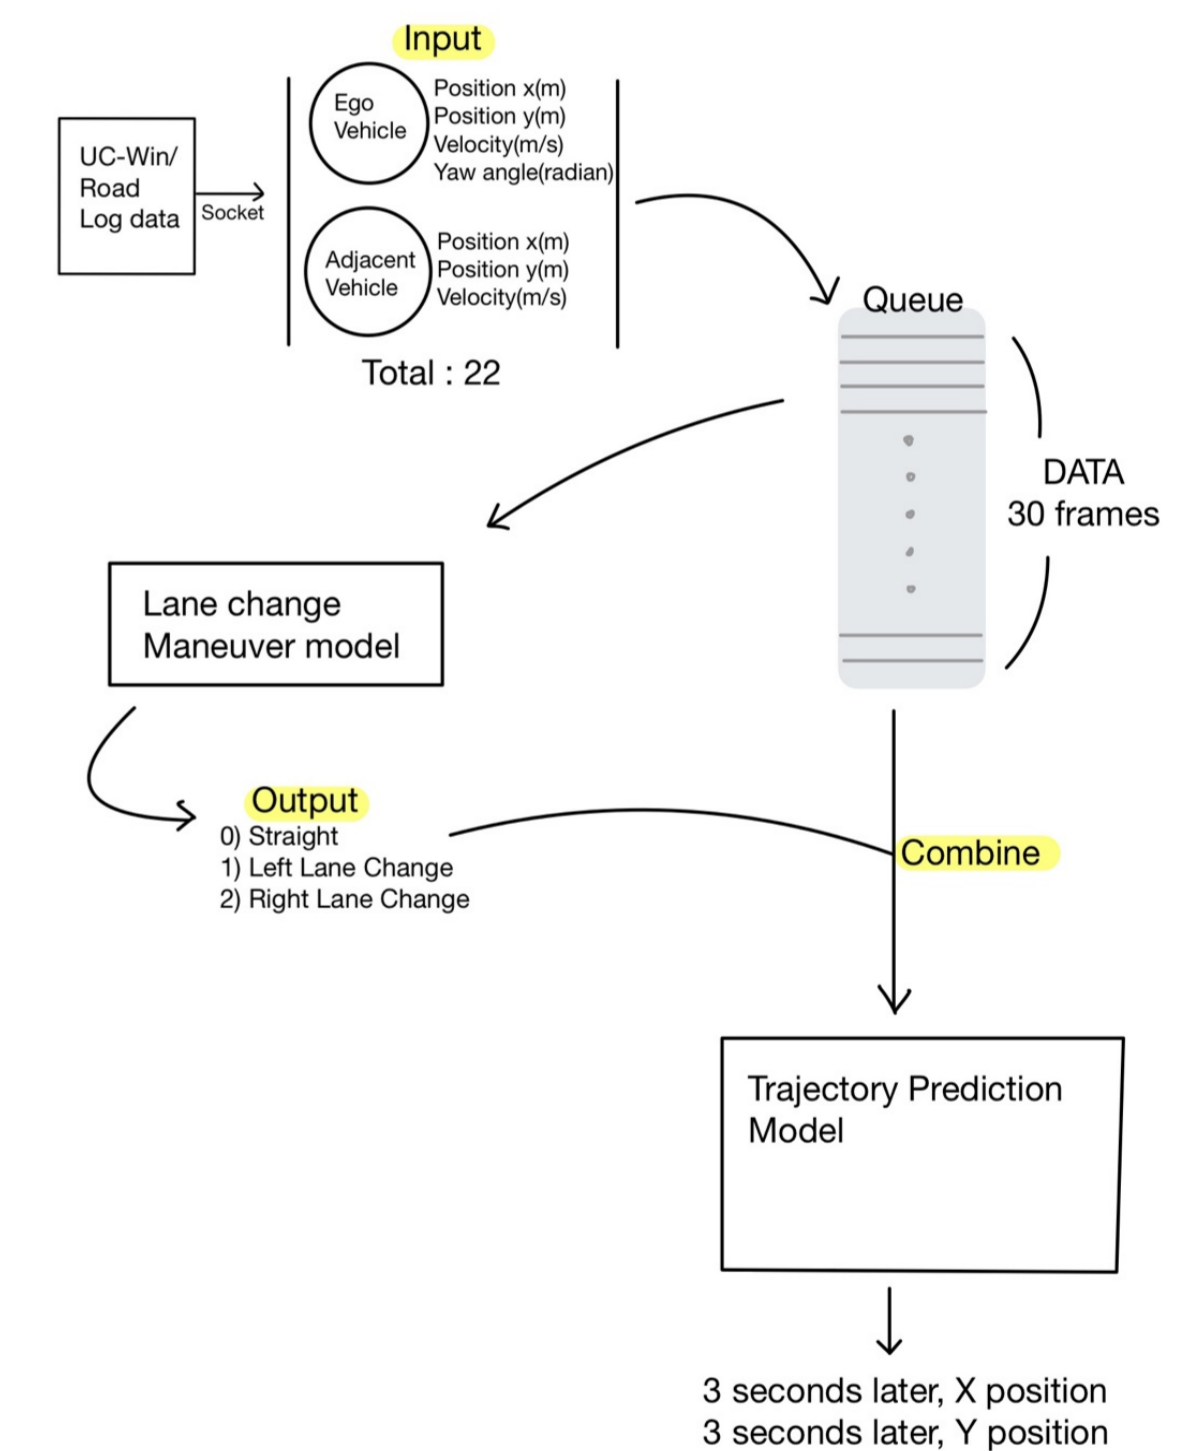 Input
UC-Win/
Road
Log data
Socket
Ego
Vehicle
Position x(m)
Position y(m)
Velocity(m/s)
Yaw angle(radian)
Adjacent
Vehicle
Position x(m)
Position y(m)
Velocity(m/s)
Total : 22
Queue
DATA
30 frames
Lane change
Maneuver model
Output
0) Straight
1) Left Lane Change
2) Right Lane Change
Combine
Trajectory Prediction
Model
3 seconds later, X position
3 seconds later, Y position